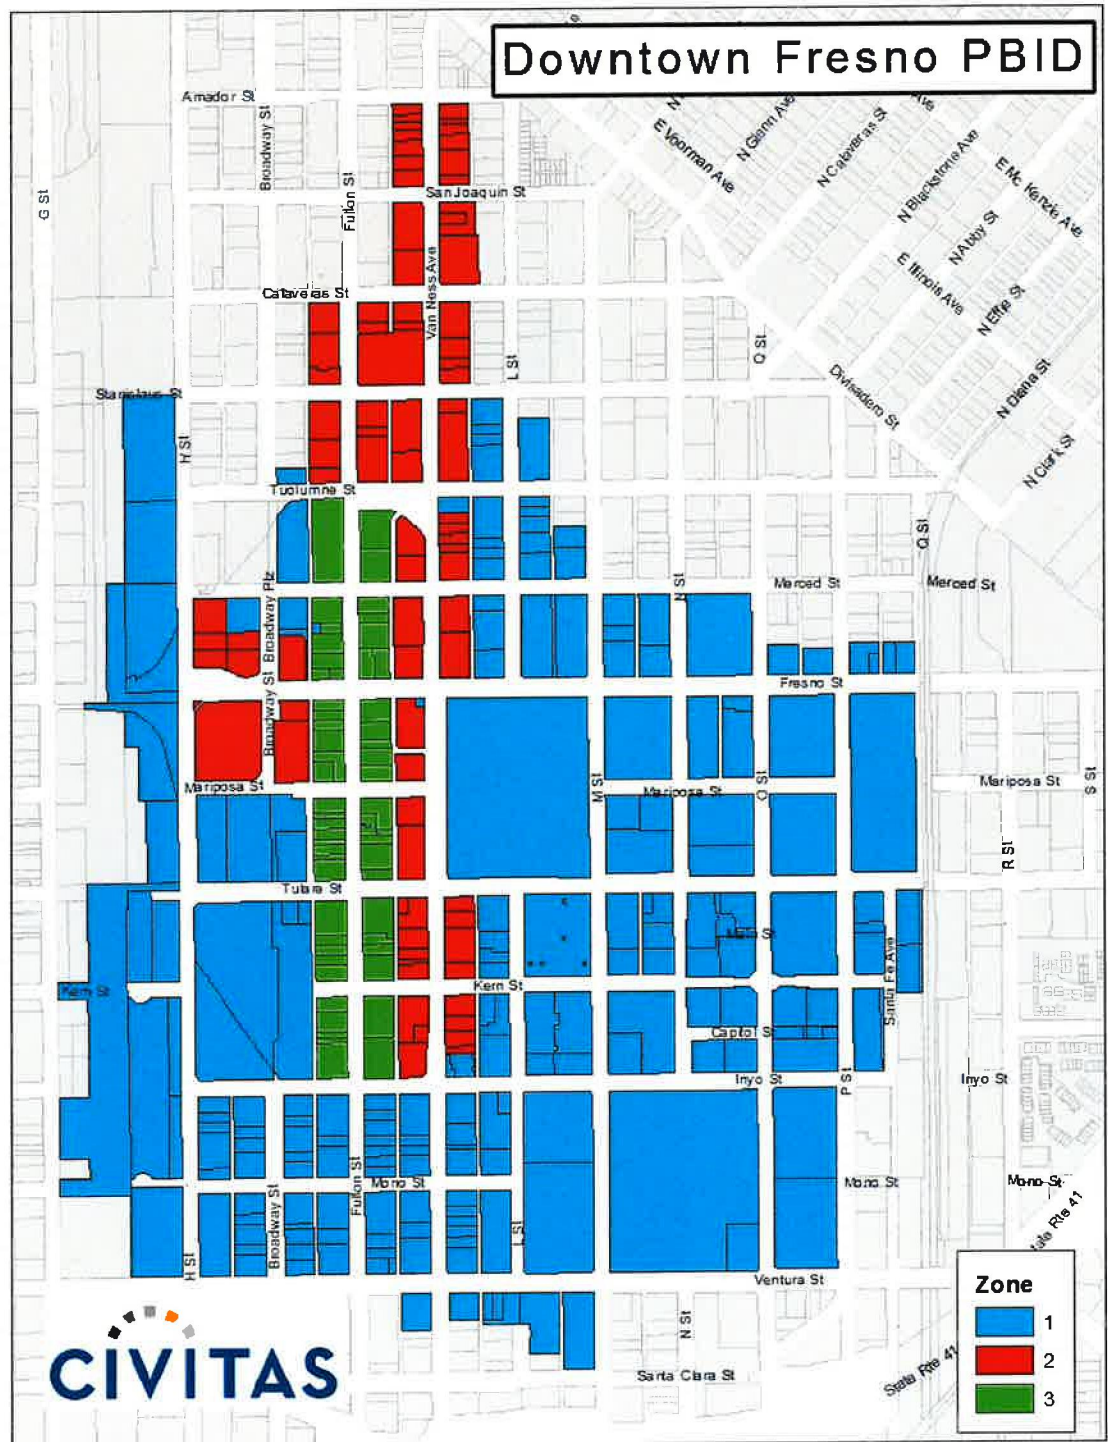 Downtown Fresno PBID
Amador St
Broadway St
G St
Fulton St
San Joaquin St
Van Ness Ave
Calaveras St
L St
Q St
Stanislaus St
H St
Tuolumne St
E Voorman Ave
N Glenn Ave
Ave
N Calaveras St
N Blackstone Ave
E Mc Kenzie Ave
N Abby St
E Illinois Ave
N Effie St
Divisadero St
N Diana St
N Clark St
Q St
Broadway Plz
N St
Merced St
Merced St
Broadway St
Fresno St
Mariposa St
M St
Mariposa St
O St
Mariposa St
S St
R St
Tulare St
Kern St
Kern St
Santa Fe Ave
Capitol St
Inyo St
P St
Inyo St
Fulton St
Mono St
Mono St
Mono St
Broadway St
H St
L St
Ventura St
N St
Santa Clara St
State Rte 41
Zone
1
2
3
CIVITAS